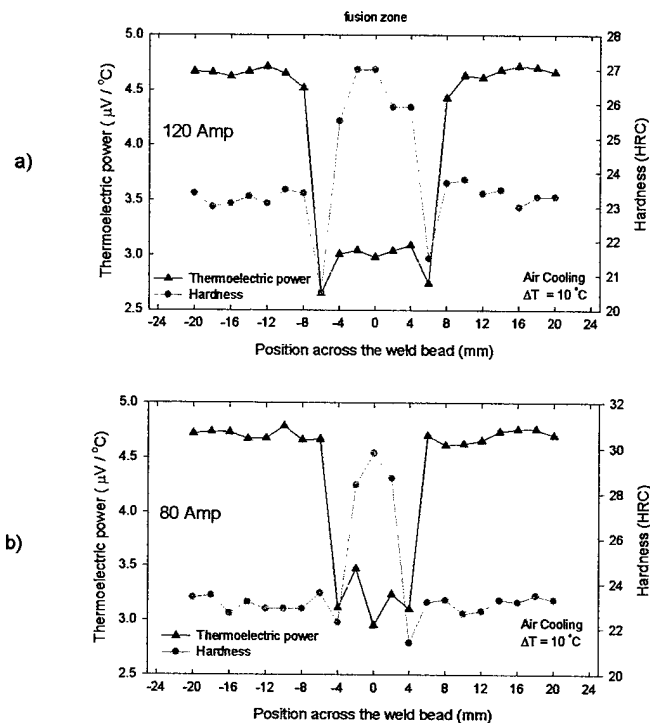 fusion zone
a)
Thermoelectric power ( μV / °C)
5.0
4.5
4.0
3.5
3.0
2.5
120 Amp
Thermoelectric power
Hardness
Air Cooling
ΔT = 10 °C
28
27
26
25
24
23
22
21
20
Hardness (HRC)
-24 -20 -16 -12 -8 -4 0 4 8 12 16 20 24
Position across the weld bead (mm)
b)
Thermoelectric power ( μV / °C)
5.0
4.5
4.0
3.5
3.0
2.5
80 Amp
Thermoelectric power
Hardness
Air Cooling
ΔT = 10 °C
32
30
28
26
24
22
20
Hardness (HRC)
-24 -20 -16 -12 -8 -4 0 4 8 12 16 20 24
Position across the weld bead (mm)